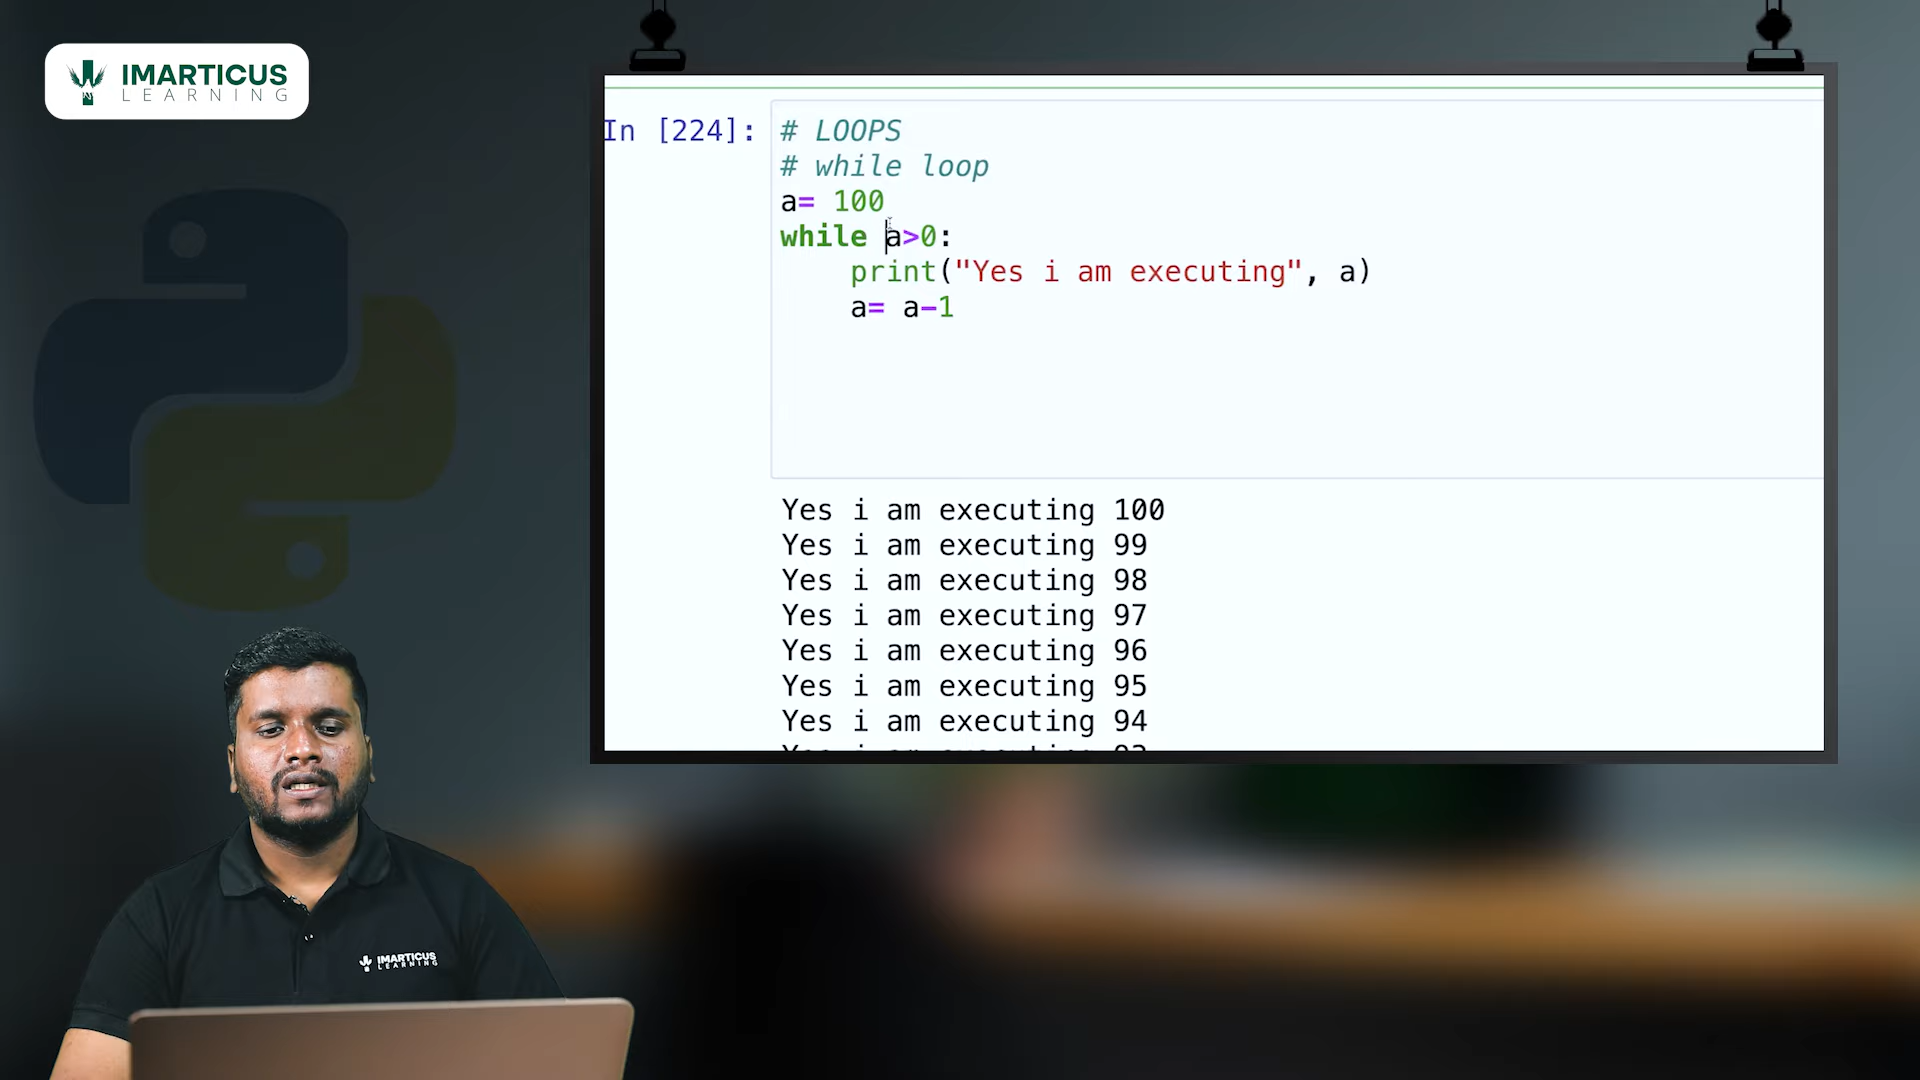 IMARTICUS
LEARNING
In [224]:
# LOOPS
# while loop
a= 100
while a>0:
    print("Yes i am executing", a)
    a= a-1
Yes i am executing 100
Yes i am executing 99
Yes i am executing 98
Yes i am executing 97
Yes i am executing 96
Yes i am executing 95
Yes i am executing 94
IMARTICUS
LEARNING